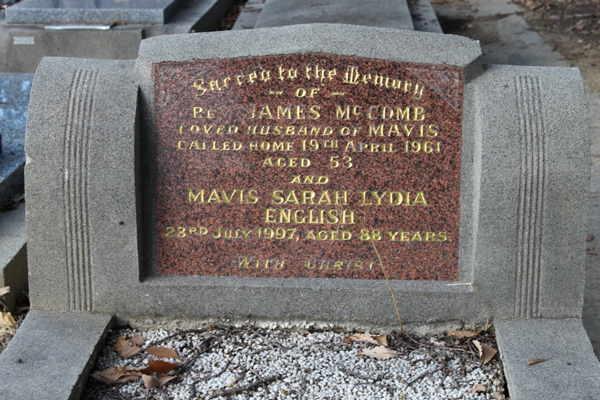 Sacred to the Memory
OF
Rev JAMES McCOMB
LOVED HUSBAND OF MAVIS
CALLED HOME 19TH APRIL 1961
AGED 53
AND
MAVIS SARAH LYDIA
ENGLISH
23RD JULY 1997, AGED 88 YEARS.
WITH CHRIST